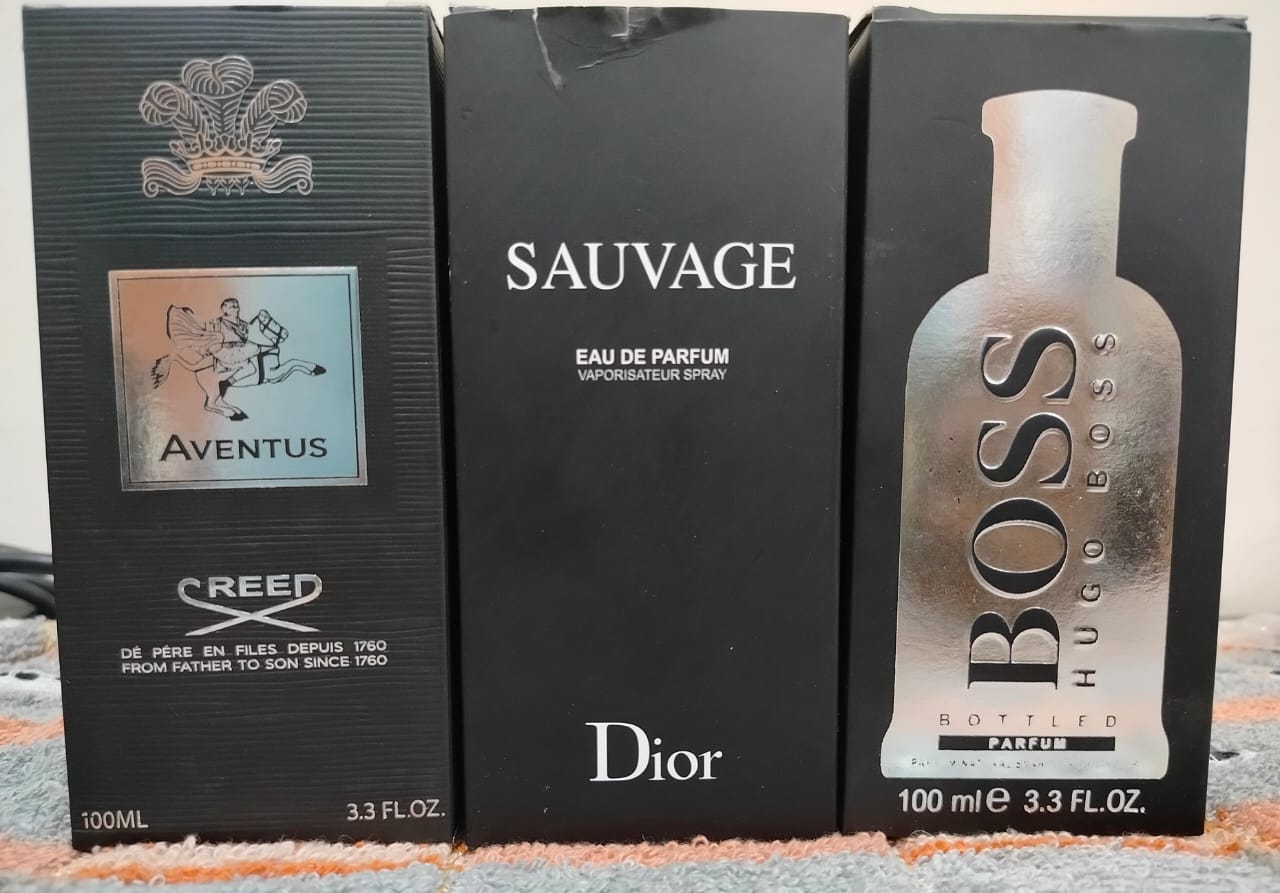 AVENTUS
CREED
DÉ PÉRE EN FILES DEPUIS 1760
FROM FATHER TO SON SINCE 1760
100ML 3.3 FL.OZ.
SAUVAGE
EAU DE PARFUM
VAPORISATEUR SPRAY
Dior
BOSS
HUGO BOSS
BOTTLED
PARFUM
100 ml e 3.3 FL.OZ.